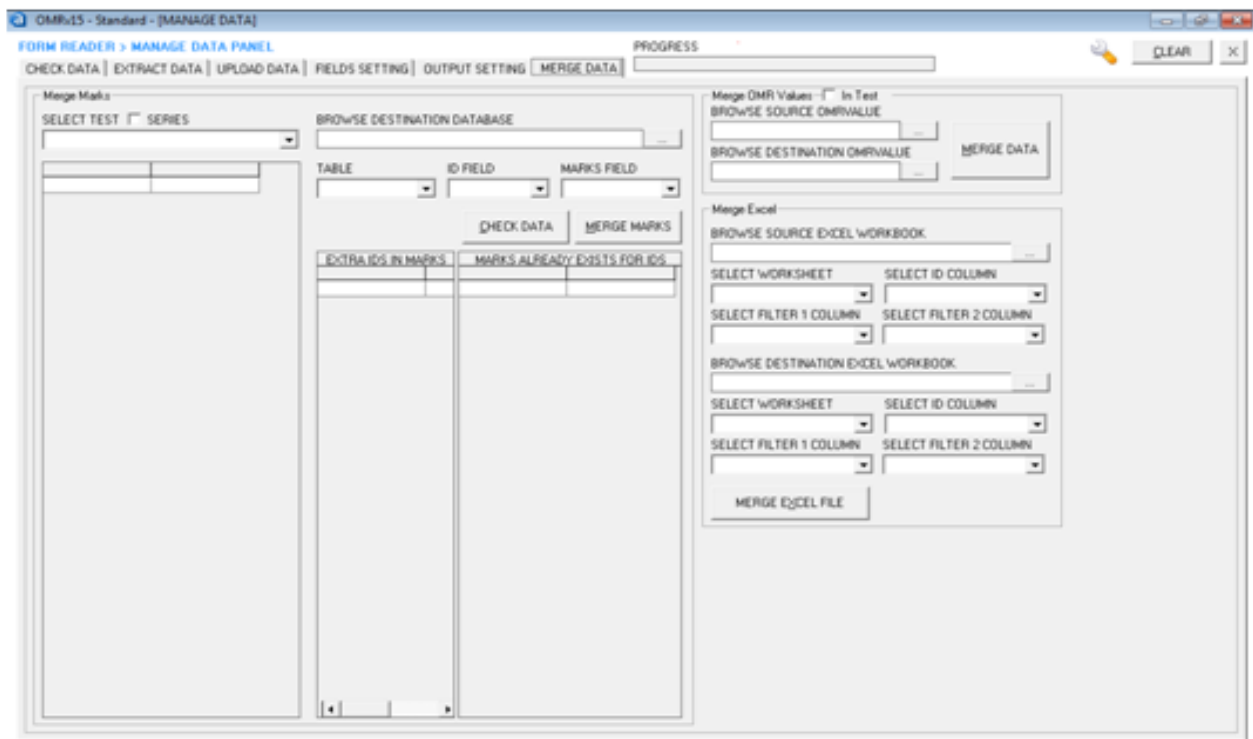 OMRx15 - Standard - [MANAGE DATA]
FORM READER > MANAGE DATA PANEL
PROGRESS
CLEAR
X
CHECK DATA
EXTRACT DATA
UPLOAD DATA
FIELDS SETTING
OUTPUT SETTING
MERGE DATA
Merge Marks
SELECT TEST
SERIES
BROWSE DESTINATION DATABASE
...
TABLE
ID FIELD
MARKS FIELD
CHECK DATA
MERGE MARKS
EXTRA IDS IN MARKS
MARKS ALREADY EXISTS FOR IDS
Merge OMR Values
In Test
BROWSE SOURCE OMRVALUE
...
BROWSE DESTINATION OMRVALUE
...
MERGE DATA
Merge Excel
BROWSE SOURCE EXCEL WORKBOOK
...
SELECT WORKSHEET
SELECT ID COLUMN
SELECT FILTER 1 COLUMN
SELECT FILTER 2 COLUMN
BROWSE DESTINATION EXCEL WORKBOOK
...
SELECT WORKSHEET
SELECT ID COLUMN
SELECT FILTER 1 COLUMN
SELECT FILTER 2 COLUMN
MERGE EXCEL FILE